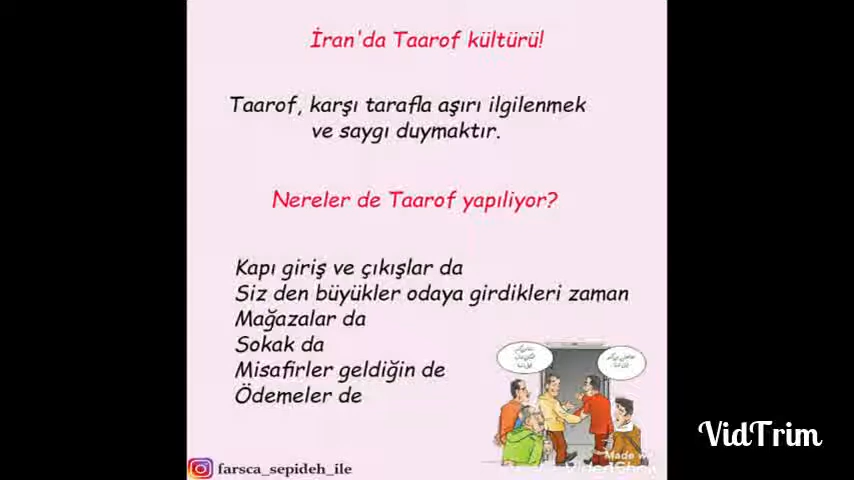 İran'da Taarof kültürü!
Taarof, karşı tarafla aşırı ilgilenmek
ve saygı duymaktır.
Nereler de Taarof yapılıyor?
Kapı giriş ve çıkışlar da
Siz den büyükler odaya girdikleri zaman
Mağazalar da
Sokak da
Misafirler geldiğin de
Ödemeler de
Made w
VidTrim
farsca_sepideh_ile